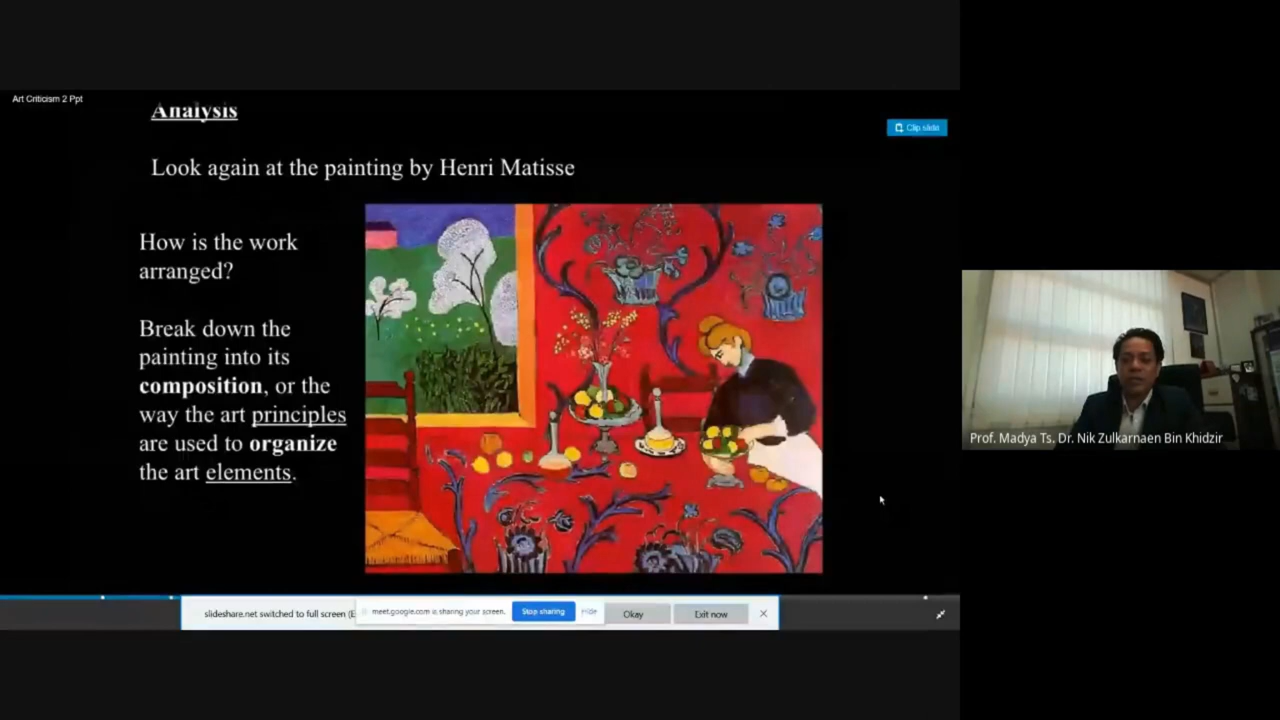 Art Criticism 2 Ppt
Analysis
Clip slide
Look again at the painting by Henri Matisse
How is the work
arranged?
Break down the
painting into its
composition, or the
way the art principles
are used to organize
the art elements.
Prof. Madya Ts. Dr. Nik Zulkarnaen Bin Khidzir
slideshare.net switched to full screen (E
meet.google.com is sharing your screen.
Stop sharing
Hide
Okay
Exit now